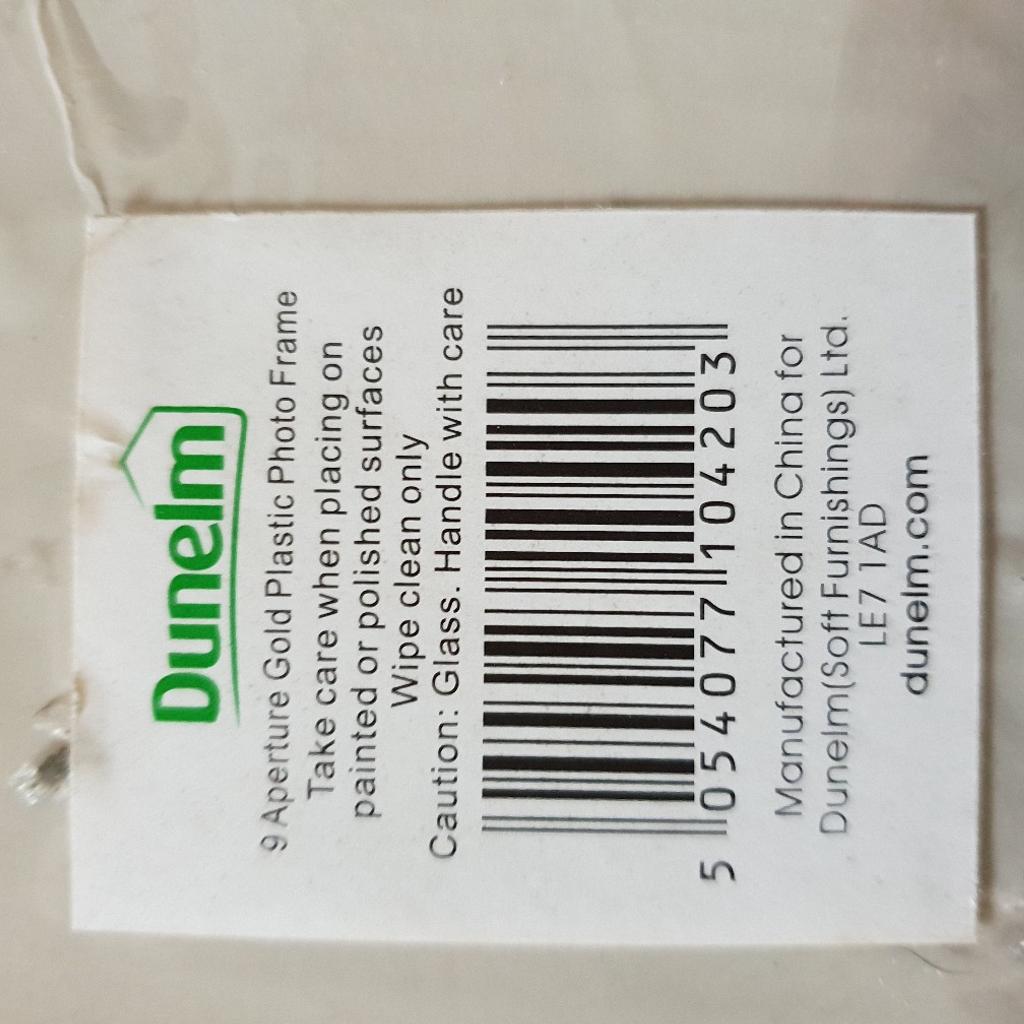 Dunelm
9 Aperture Gold Plastic Photo Frame
Take care when placing on
painted or polished surfaces
Wipe clean only
Caution: Glass. Handle with care
5 054077 104203
Manufactured in China for
Dunelm(Soft Furnishings) Ltd.
LE7 1AD
dunelm.com